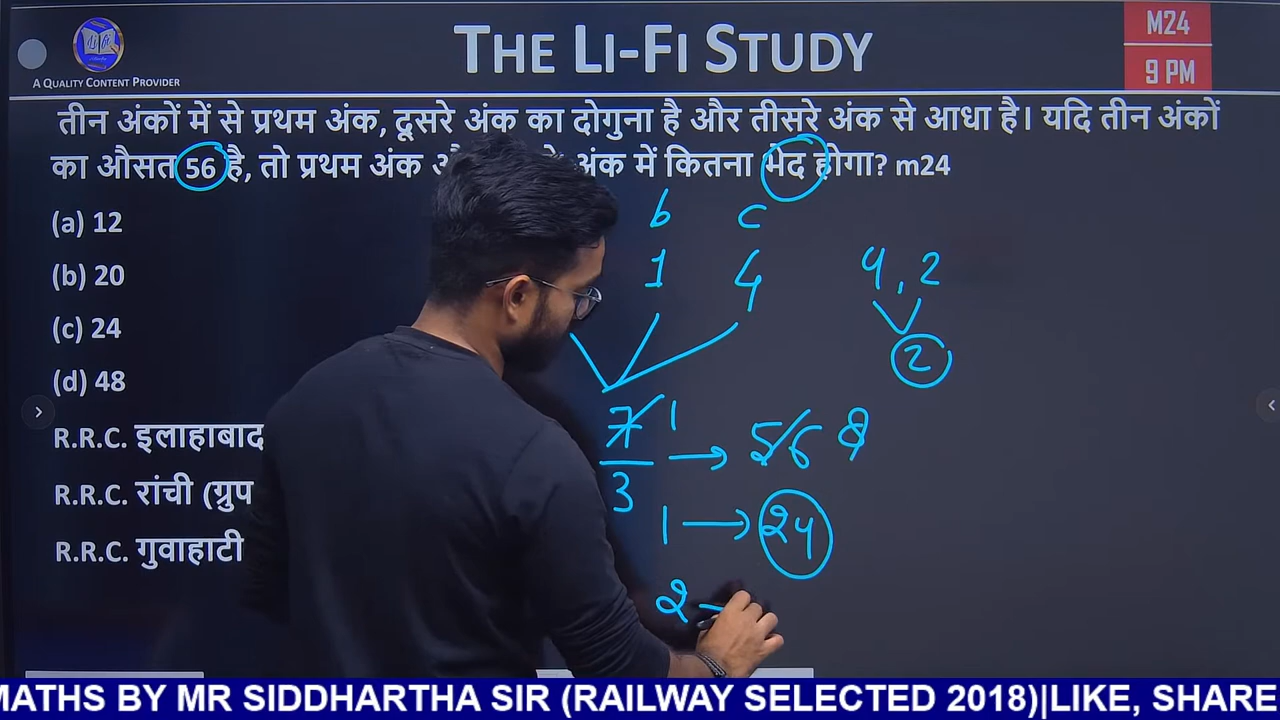 THE LI-FI STUDY
A QUALITY CONTENT PROVIDER
M24
9 PM
तीन अंकों में से प्रथम अंक, दूसरे अंक का दोगुना है और तीसरे अंक से आधा है। यदि तीन अंकों
का औसत 56 है, तो प्रथम अंक अंक में कितना भेद होगा? m24
(a) 12
(b) 20
(c) 24
(d) 48
R.R.C. इलाहाबाद
R.R.C. रांची (ग्रुप
R.R.C. गुवाहाटी
b c
1 4
4, 2
2
7 1
3
→ 56 8
1 → 24
2
MATHS BY MR SIDDHARTHA SIR (RAILWAY SELECTED 2018)|LIKE, SHARE